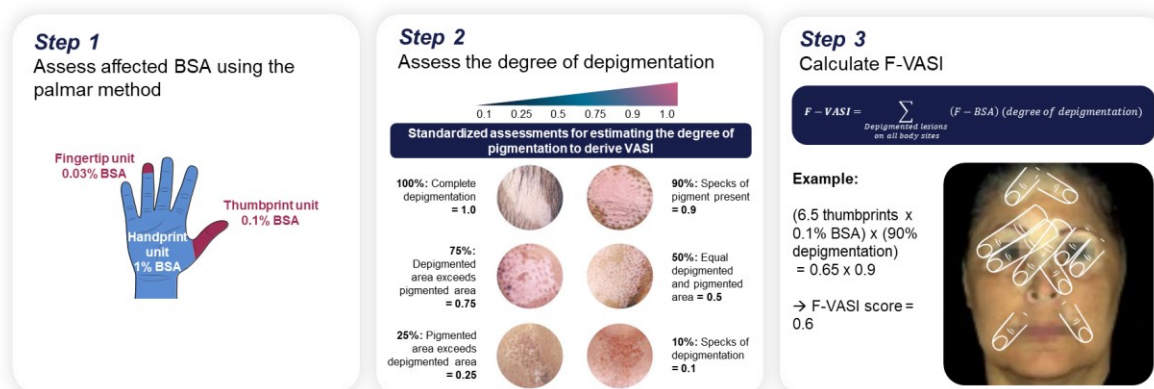 Step 1
Assess affected BSA using the
palmar method
Fingertip unit
0.03% BSA
Thumbprint unit
0.1% BSA
Handprint
unit
1% BSA
Step 2
Assess the degree of depigmentation
0.1 0.25 0.5 0.75 0.9 1.0
Standardized assessments for estimating the degree of
pigmentation to derive VASI
100%: Complete
depigmentation
= 1.0
90%: Specks of
pigment present
= 0.9
75%:
Depigmented
area exceeds
pigmented area
= 0.75
50%: Equal
depigmented
and pigmented
area = 0.5
25%: Pigmented
area exceeds
depigmented area
= 0.25
10%: Specks of
depigmentation
= 0.1
Step 3
Calculate F-VASI
F − VASI = ∑ (F − BSA) (degree of depigmentation)
Depigmented lesions
on all body sites
Example:
(6.5 thumbprints x
0.1% BSA) x (90%
depigmentation)
= 0.65 x 0.9
→ F-VASI score =
0.6